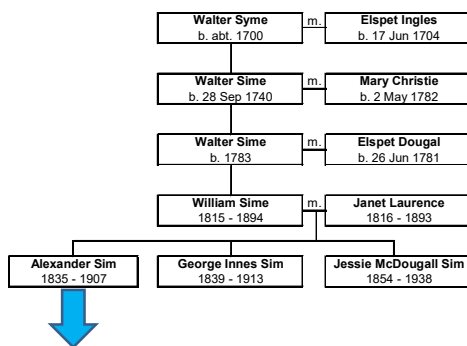 Walter Syme m. Elspet Ingles
b. abt. 1700 b. 17 Jun 1704
Walter Sime m. Mary Christie
b. 28 Sep 1740 b. 2 May 1782
Walter Sime m. Elspet Dougal
b. 1783 b. 26 Jun 1781
William Sime m. Janet Laurence
1815 - 1894 1816 - 1893
Alexander Sim George Innes Sim Jessie McDougall Sim
1835 - 1907 1839 - 1913 1854 - 1938